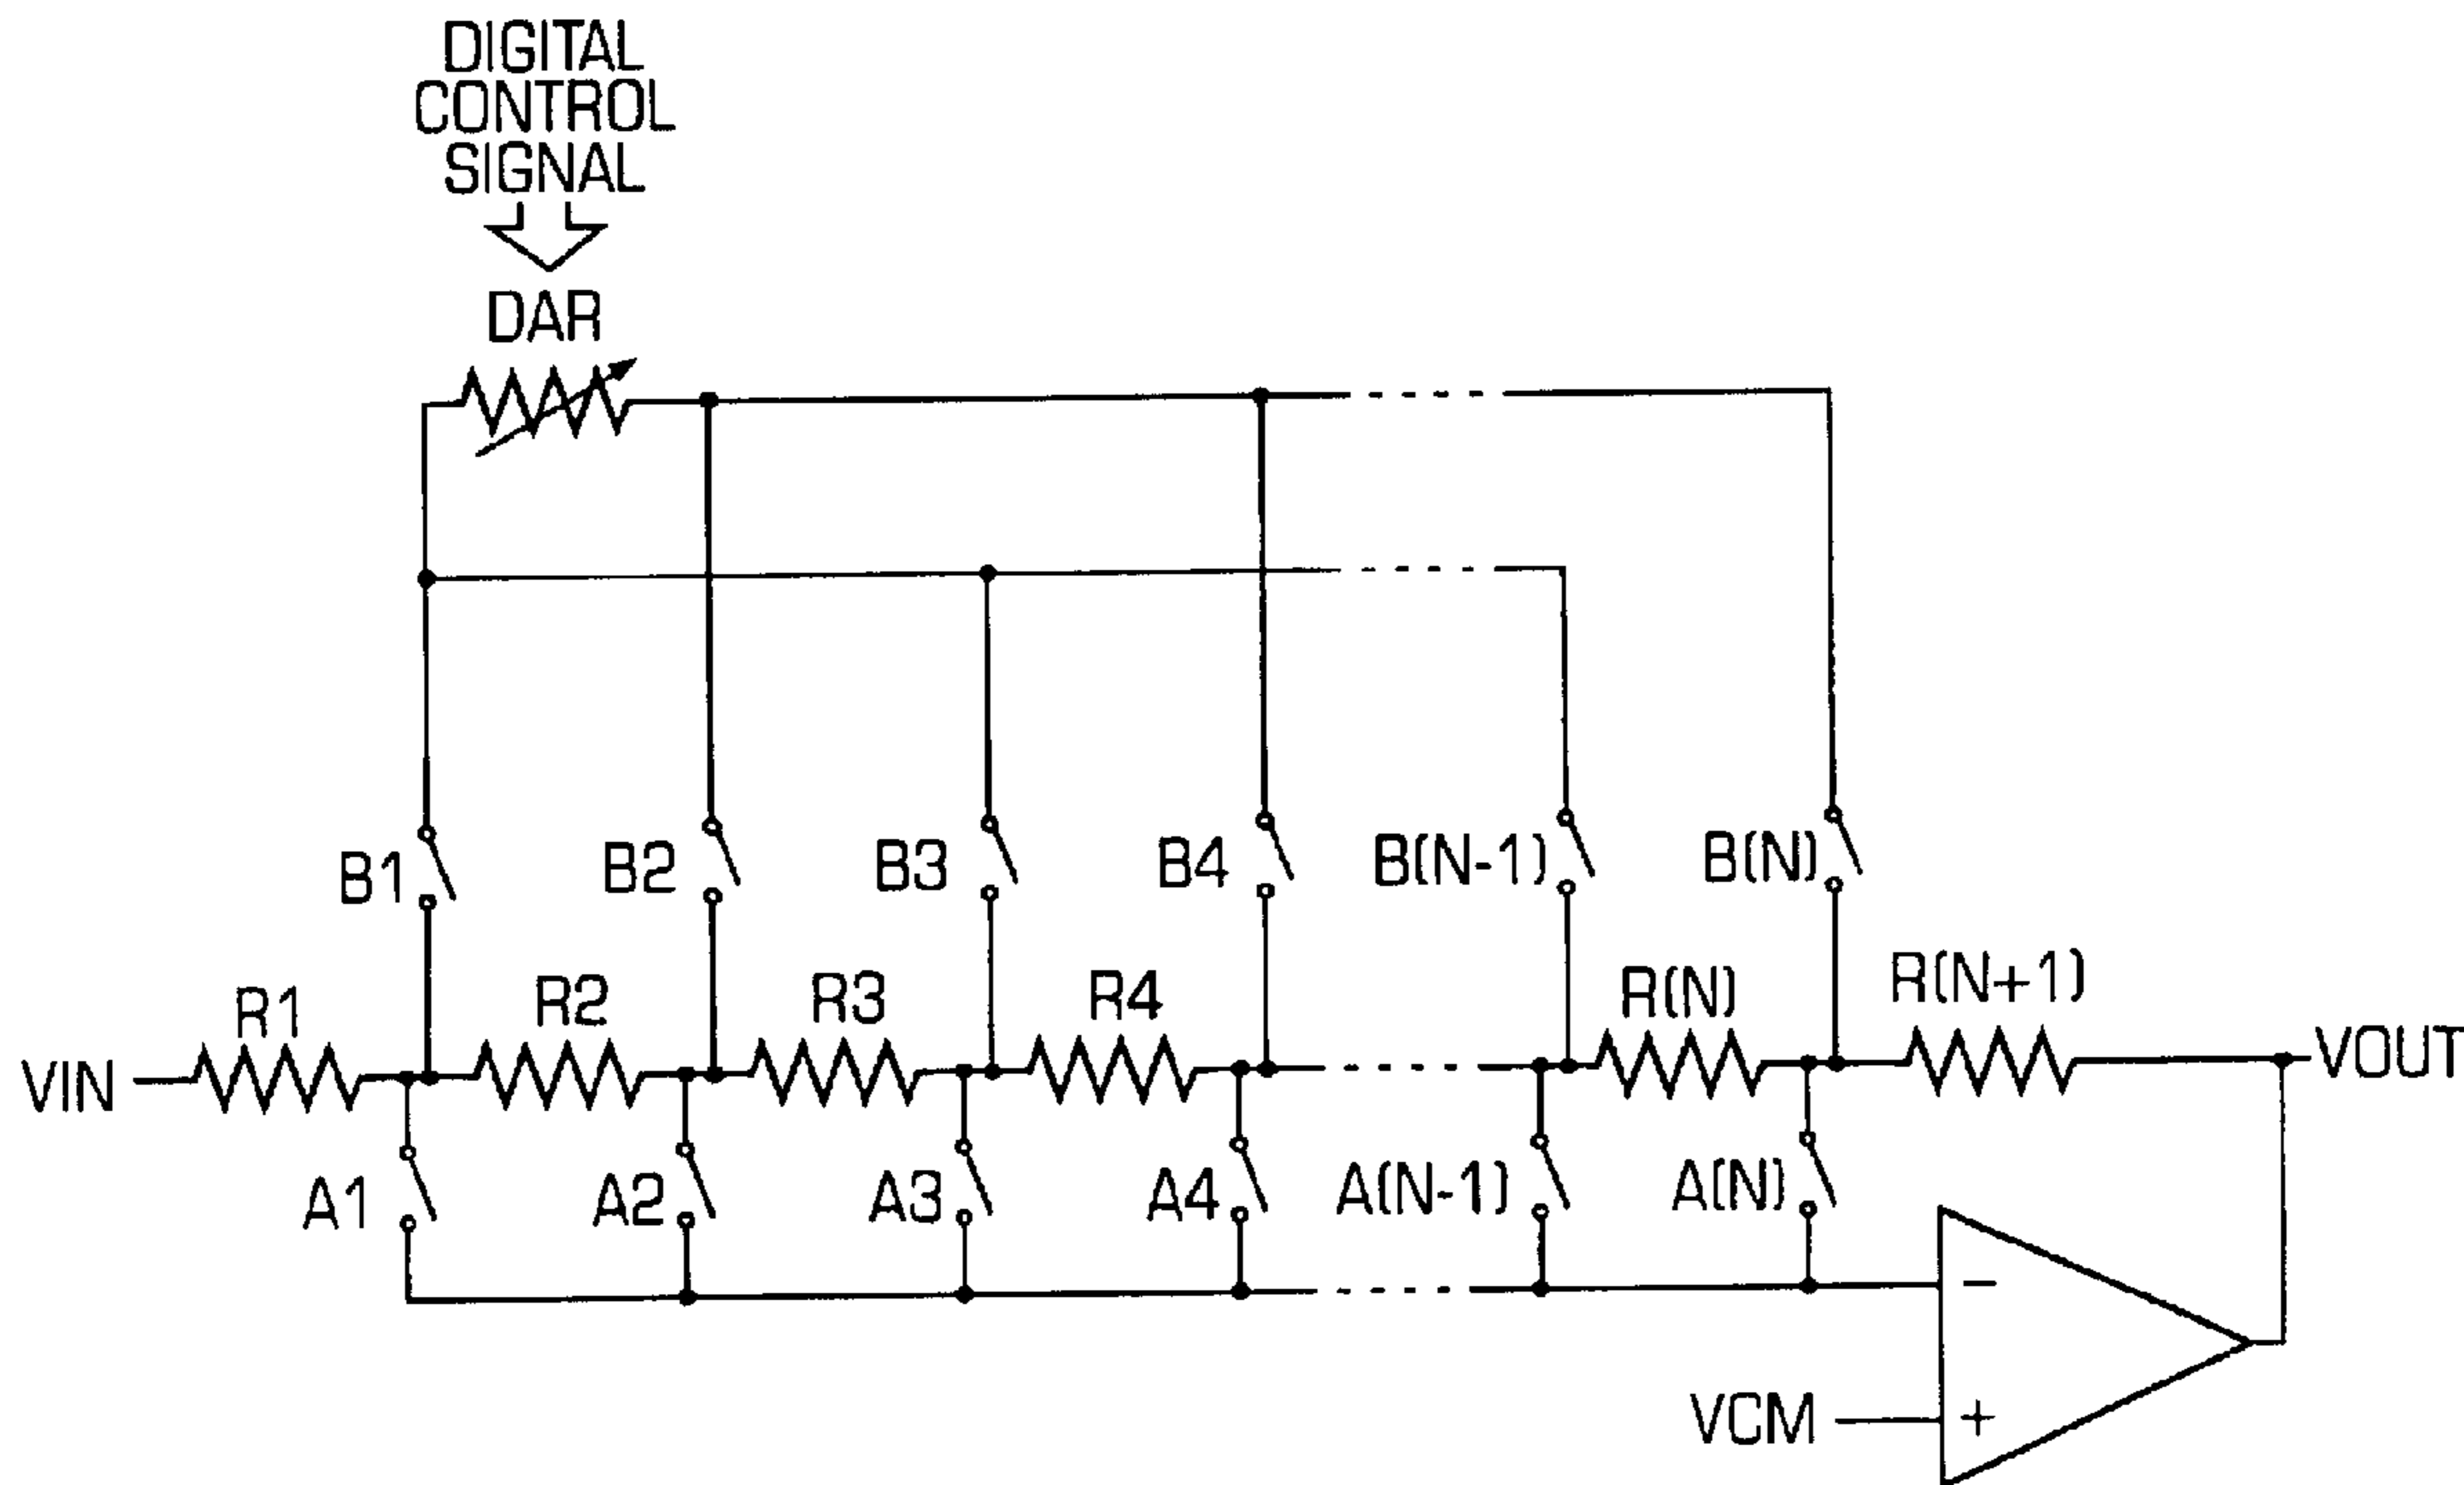 DIGITAL
CONTROL
SIGNAL
DAR
B1
B2
B3
B4
B(N-1)
B(N)
R1
R2
R3
R4
R(N)
R(N+1)
VIN
VOUT
A1
A2
A3
A4
A(N-1)
A(N)
−
VCM
+